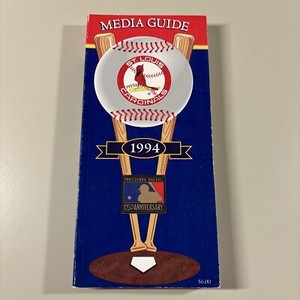 MEDIA GUIDE
ST. LOUIS
CARDINALS
1994
PROFESSIONAL BASEBALL
125TH ANNIVERSARY